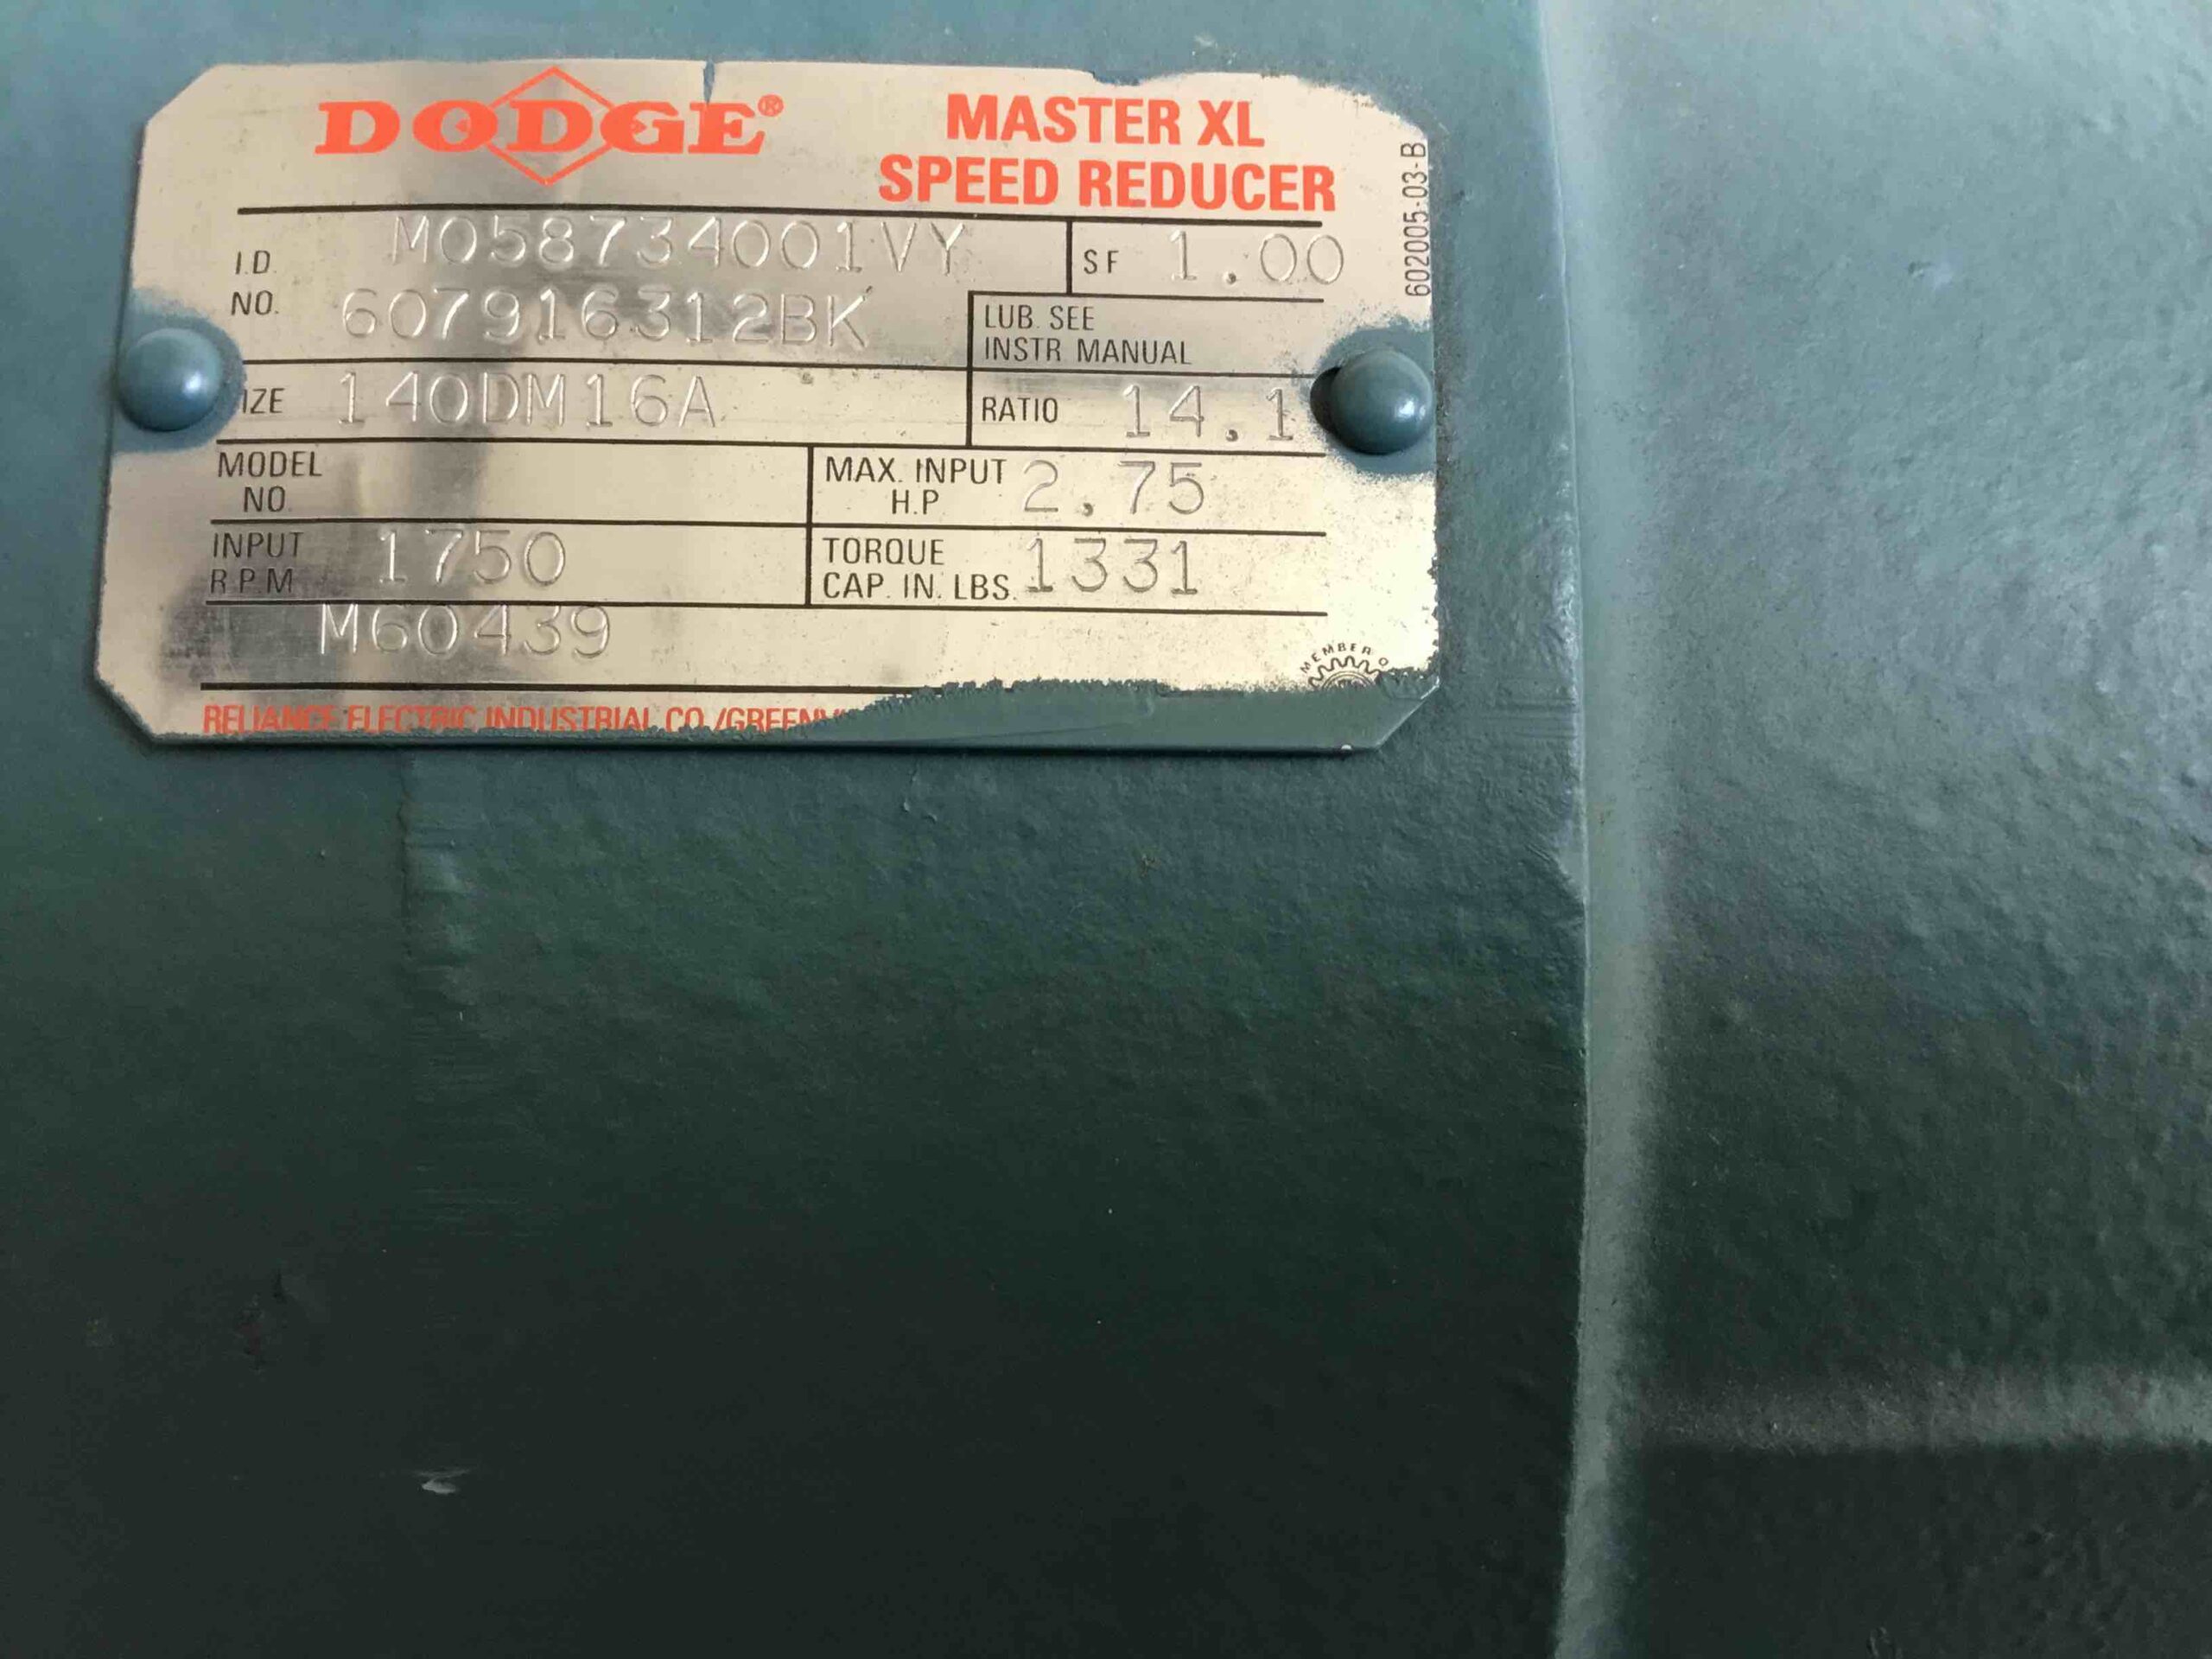 DODGE®
MASTER XL
SPEED REDUCER
602005-03-B
I.D.
NO.
M058734001VY
607916312BK
SF 1.00
LUB. SEE
INSTR. MANUAL
IZE 140DM16A
RATIO 14.1
MODEL
NO.
MAX. INPUT
H.P. 2.75
INPUT
R.P.M. 1750
TORQUE
CAP. IN. LBS. 1331
M60439
MEMBER O
RELIANCE ELECTRIC INDUSTRIAL CO./GREENV